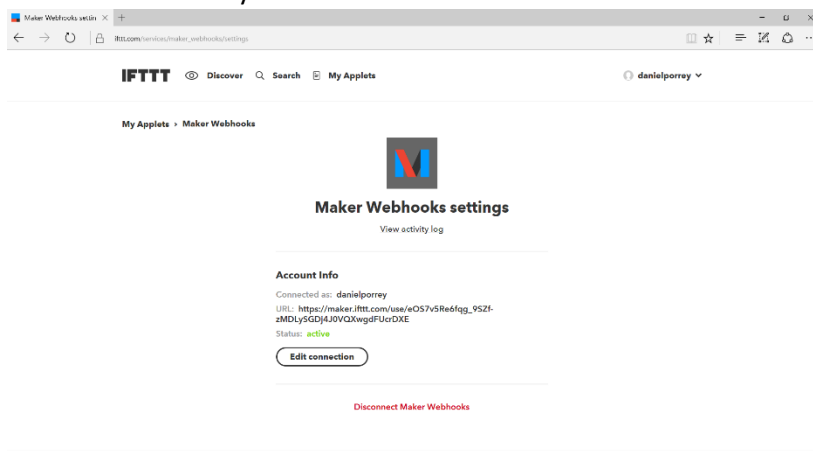 Maker Webhooks settin
ifttt.com/services/maker_webhooks/settings
IFTTT Discover Search My Applets danielporrey
My Applets › Maker Webhooks
Maker Webhooks settings
View activity log
Account Info
Connected as: danielporrey
URL: https://maker.ifttt.com/use/eOS7v5Re6fqg_9SZf-
zMDLySGDJ4J0VQXwgdFUcrDXE
Status: active
Edit connection
Disconnect Maker Webhooks